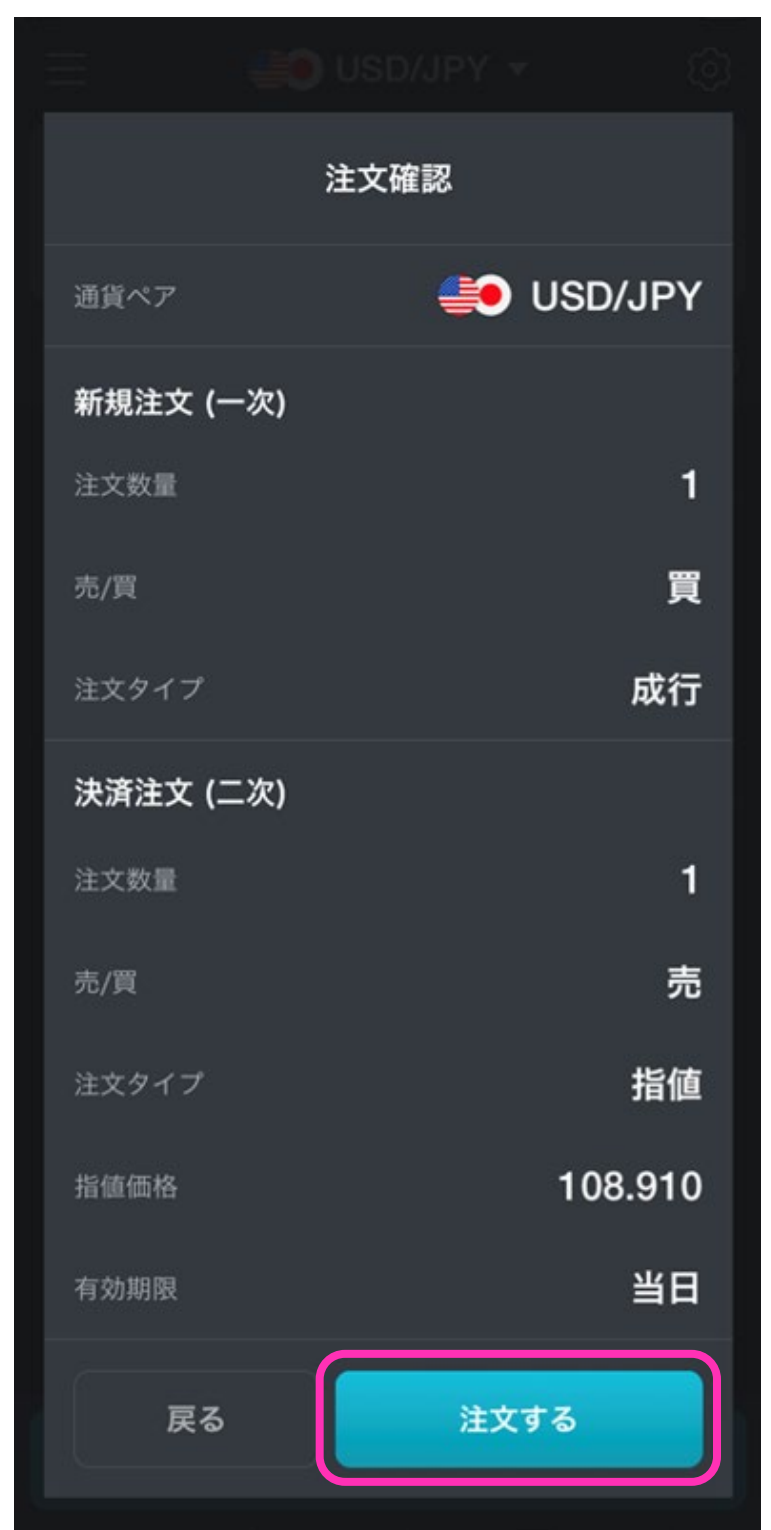 USD/JPY
注文確認
通貨ペア USD/JPY
新規注文 (一次)
注文数量 1
売/買 買
注文タイプ 成行
決済注文 (二次)
注文数量 1
売/買 売
注文タイプ 指値
指値価格 108.910
有効期限 当日
戻る 注文する